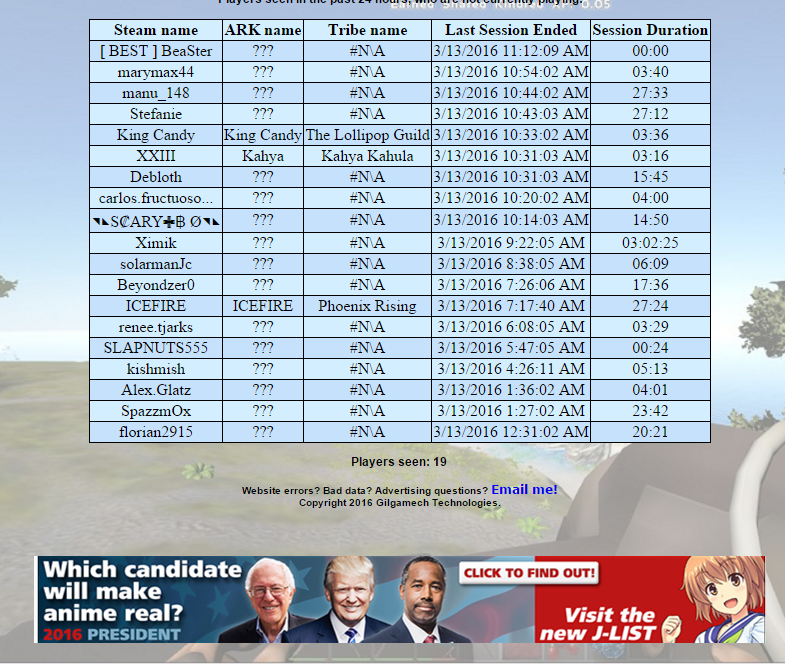 Players seen in the past 24 hours, who are not currently playing:
Steam name ARK name Tribe name Last Session Ended Session Duration
[ BEST ] BeaSter ??? #N\A 3/13/2016 11:12:09 AM 00:00
marymax44 ??? #N\A 3/13/2016 10:54:02 AM 03:40
manu_148 ??? #N\A 3/13/2016 10:44:02 AM 27:33
Stefanie ??? #N\A 3/13/2016 10:43:03 AM 27:12
King Candy King Candy The Lollipop Guild 3/13/2016 10:33:02 AM 03:36
XXIII Kahya Kahya Kahula 3/13/2016 10:31:03 AM 03:16
Debloth ??? #N\A 3/13/2016 10:31:03 AM 15:45
carlos.fructuoso... ??? #N\A 3/13/2016 10:20:02 AM 04:00
◥◣S₡ARY✙฿ Ø◥◣ ??? #N\A 3/13/2016 10:14:03 AM 14:50
Ximik ??? #N\A 3/13/2016 9:22:05 AM 03:02:25
solarmanJc ??? #N\A 3/13/2016 8:38:05 AM 06:09
Beyondzer0 ??? #N\A 3/13/2016 7:26:06 AM 17:36
ICEFIRE ICEFIRE Phoenix Rising 3/13/2016 7:17:40 AM 27:24
renee.tjarks ??? #N\A 3/13/2016 6:08:05 AM 03:29
SLAPNUTS555 ??? #N\A 3/13/2016 5:47:05 AM 00:24
kishmish ??? #N\A 3/13/2016 4:26:11 AM 05:13
Alex.Glatz ??? #N\A 3/13/2016 1:36:02 AM 04:01
SpazzmOx ??? #N\A 3/13/2016 1:27:02 AM 23:42
florian2915 ??? #N\A 3/13/2016 12:31:02 AM 20:21
Players seen: 19
Website errors? Bad data? Advertising questions? Email me!
Copyright 2016 Gilgamech Technologies.
Which candidate
will make
anime real?
2016 PRESIDENT
CLICK TO FIND OUT!
Visit the
new J-LIST